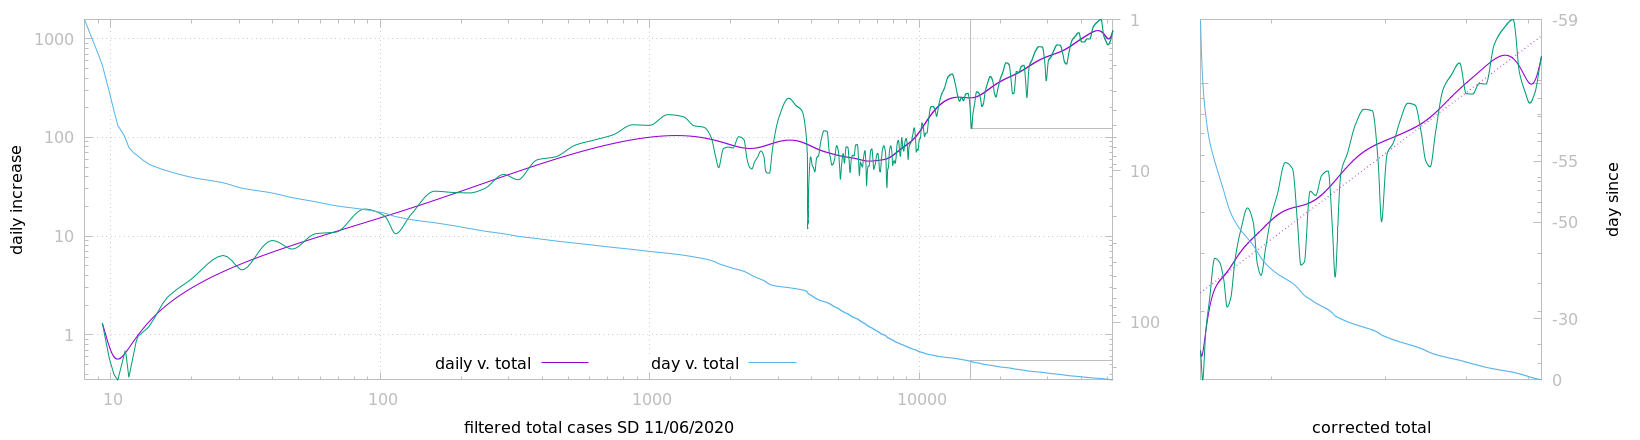 1000
100
10
1
daily increase
10
100
1000
10000
filtered total cases SD 11/06/2020
daily v. total
day v. total
1
10
100
-59
-55
-50
-30
0
day since
corrected total